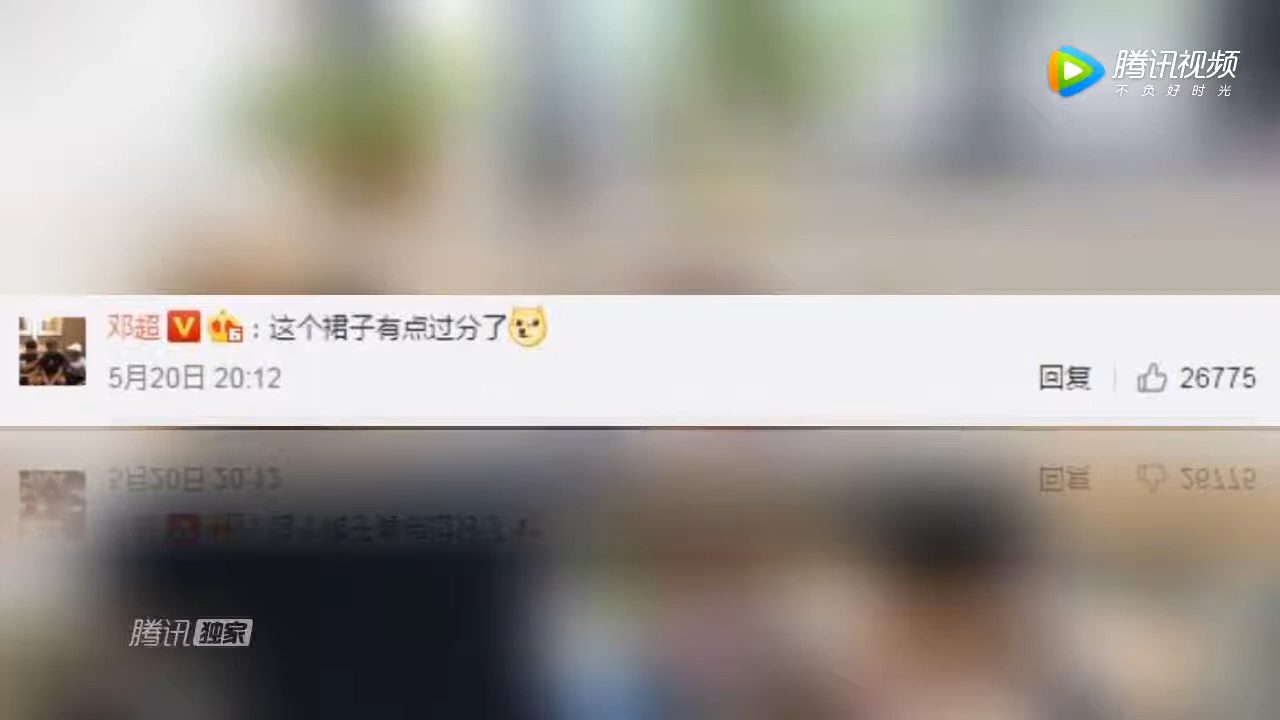 腾讯视频
不负好时光
邓超 V 6 : 这个裙子有点过分了
5月20日 20:12
回复 26775
腾讯独家